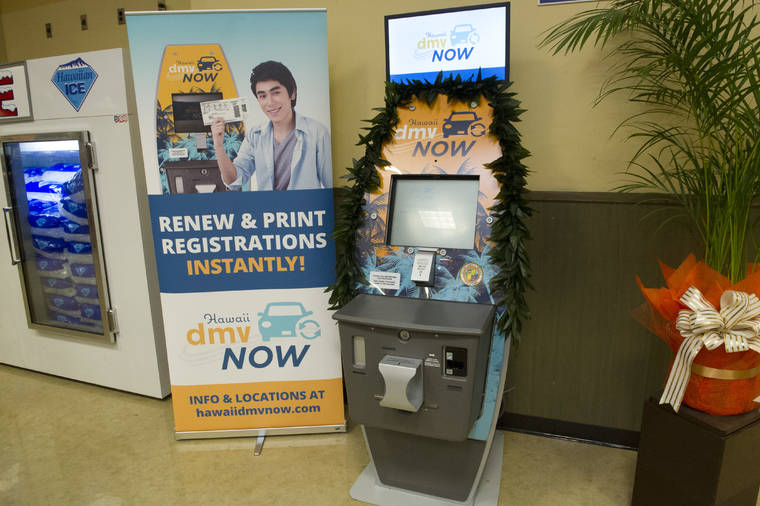 Hawaiian
ICE
Hawaii
dmv
NOW
RENEW & PRINT
REGISTRATIONS
INSTANTLY!
Hawaii
dmv
NOW
INFO & LOCATIONS AT
hawaiidmvnow.com
Hawaii
dmv
NOW
Hawaii
dmv
NOW